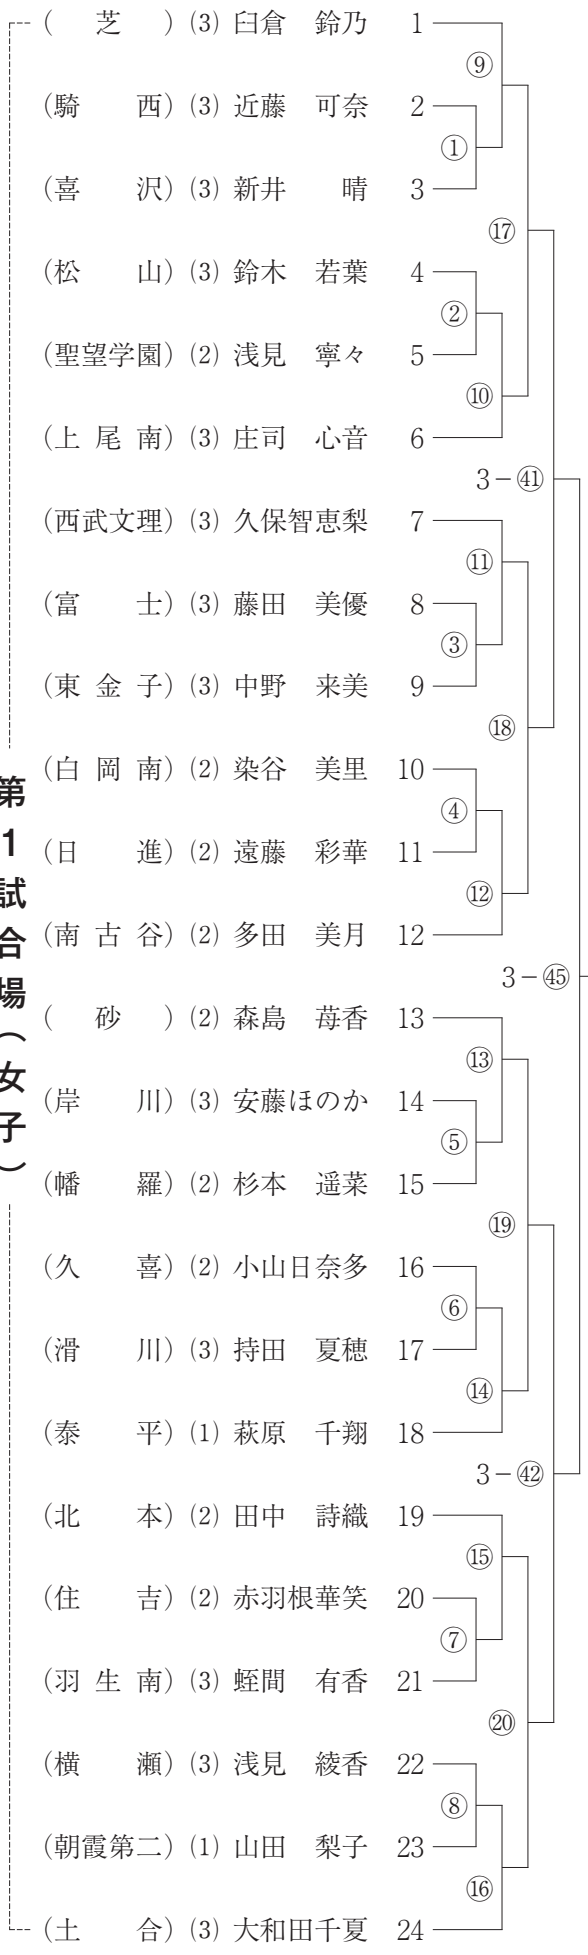 第1試合場（女子）
（芝）(3) 臼倉 鈴乃 1
⑨
（騎西）(3) 近藤 可奈 2
①
（喜沢）(3) 新井 晴 3
⑰
（松山）(3) 鈴木 若葉 4
②
（聖望学園）(2) 浅見 寧々 5
⑩
（上尾南）(3) 庄司 心音 6
3−㊶
（西武文理）(3) 久保智恵梨 7
⑪
（富士）(3) 藤田 美優 8
③
（東金子）(3) 中野 来美 9
⑱
（白岡南）(2) 染谷 美里 10
④
（日進）(2) 遠藤 彩華 11
⑫
（南古谷）(2) 多田 美月 12
3−㊺
（砂）(2) 森島 苺香 13
⑬
（岸川）(3) 安藤ほのか 14
⑤
（幡羅）(2) 杉本 遥菜 15
⑲
（久喜）(2) 小山日奈多 16
⑥
（滑川）(3) 持田 夏穂 17
⑭
（泰平）(1) 萩原 千翔 18
3−㊷
（北本）(2) 田中 詩織 19
⑮
（住吉）(2) 赤羽根華笑 20
⑦
（羽生南）(3) 蛭間 有香 21
⑳
（横瀬）(3) 浅見 綾香 22
⑧
（朝霞第二）(1) 山田 梨子 23
⑯
（土合）(3) 大和田千夏 24